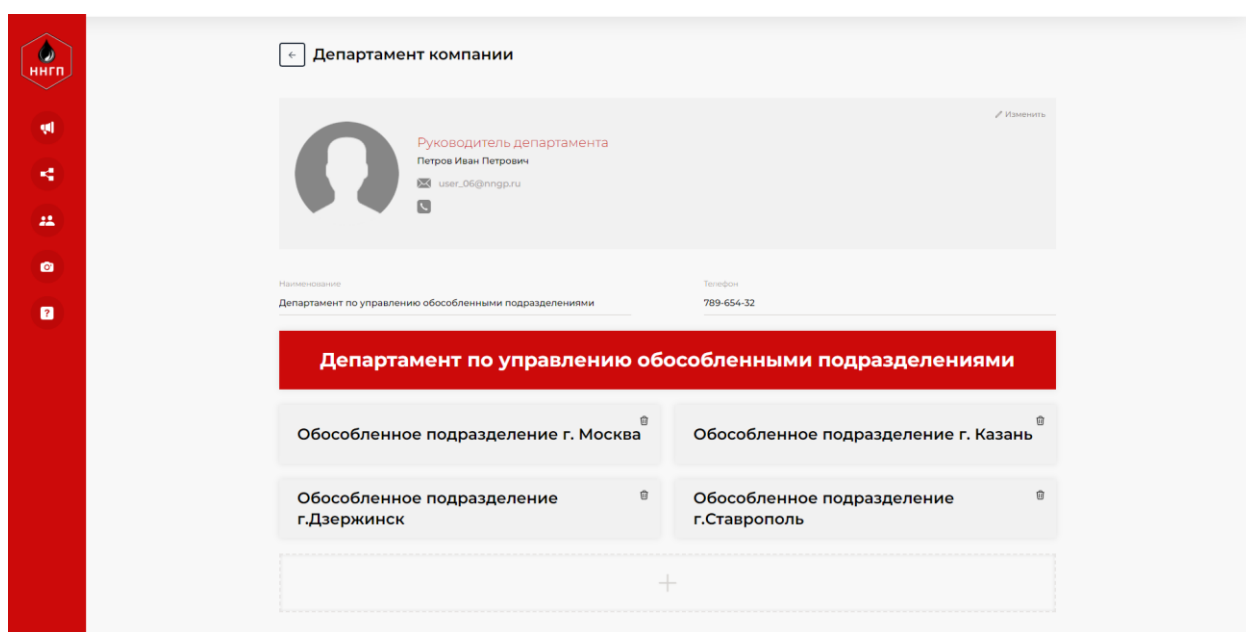 ННГП
Департамент компании
Изменить
Руководитель департамента
Петров Иван Петрович
user_06@nngp.ru
Наименование
Телефон
Департамент по управлению обособленными подразделениями
789-654-32
Департамент по управлению обособленными подразделениями
Обособленное подразделение г. Москва
Обособленное подразделение г. Казань
Обособленное подразделение
г.Дзержинск
Обособленное подразделение
г.Ставрополь